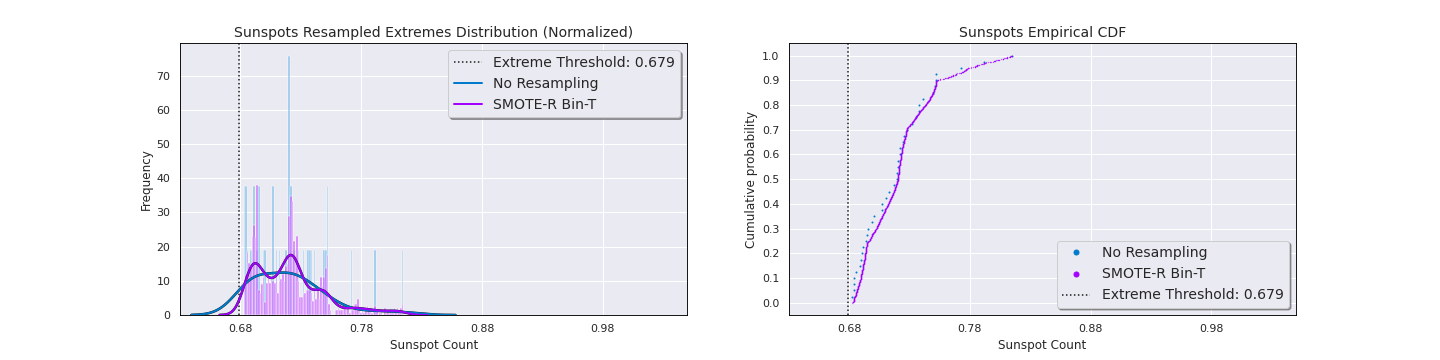 Sunspots Resampled Extremes Distribution (Normalized)
Frequency
70
60
50
40
30
20
10
0
Extreme Threshold: 0.679
No Resampling
SMOTE-R Bin-T
0.68
0.78
0.88
0.98
Sunspot Count
Sunspots Empirical CDF
Cumulative probability
1.0
0.9
0.8
0.7
0.6
0.5
0.4
0.3
0.2
0.1
0.0
No Resampling
SMOTE-R Bin-T
Extreme Threshold: 0.679
0.68
0.78
0.88
0.98
Sunspot Count